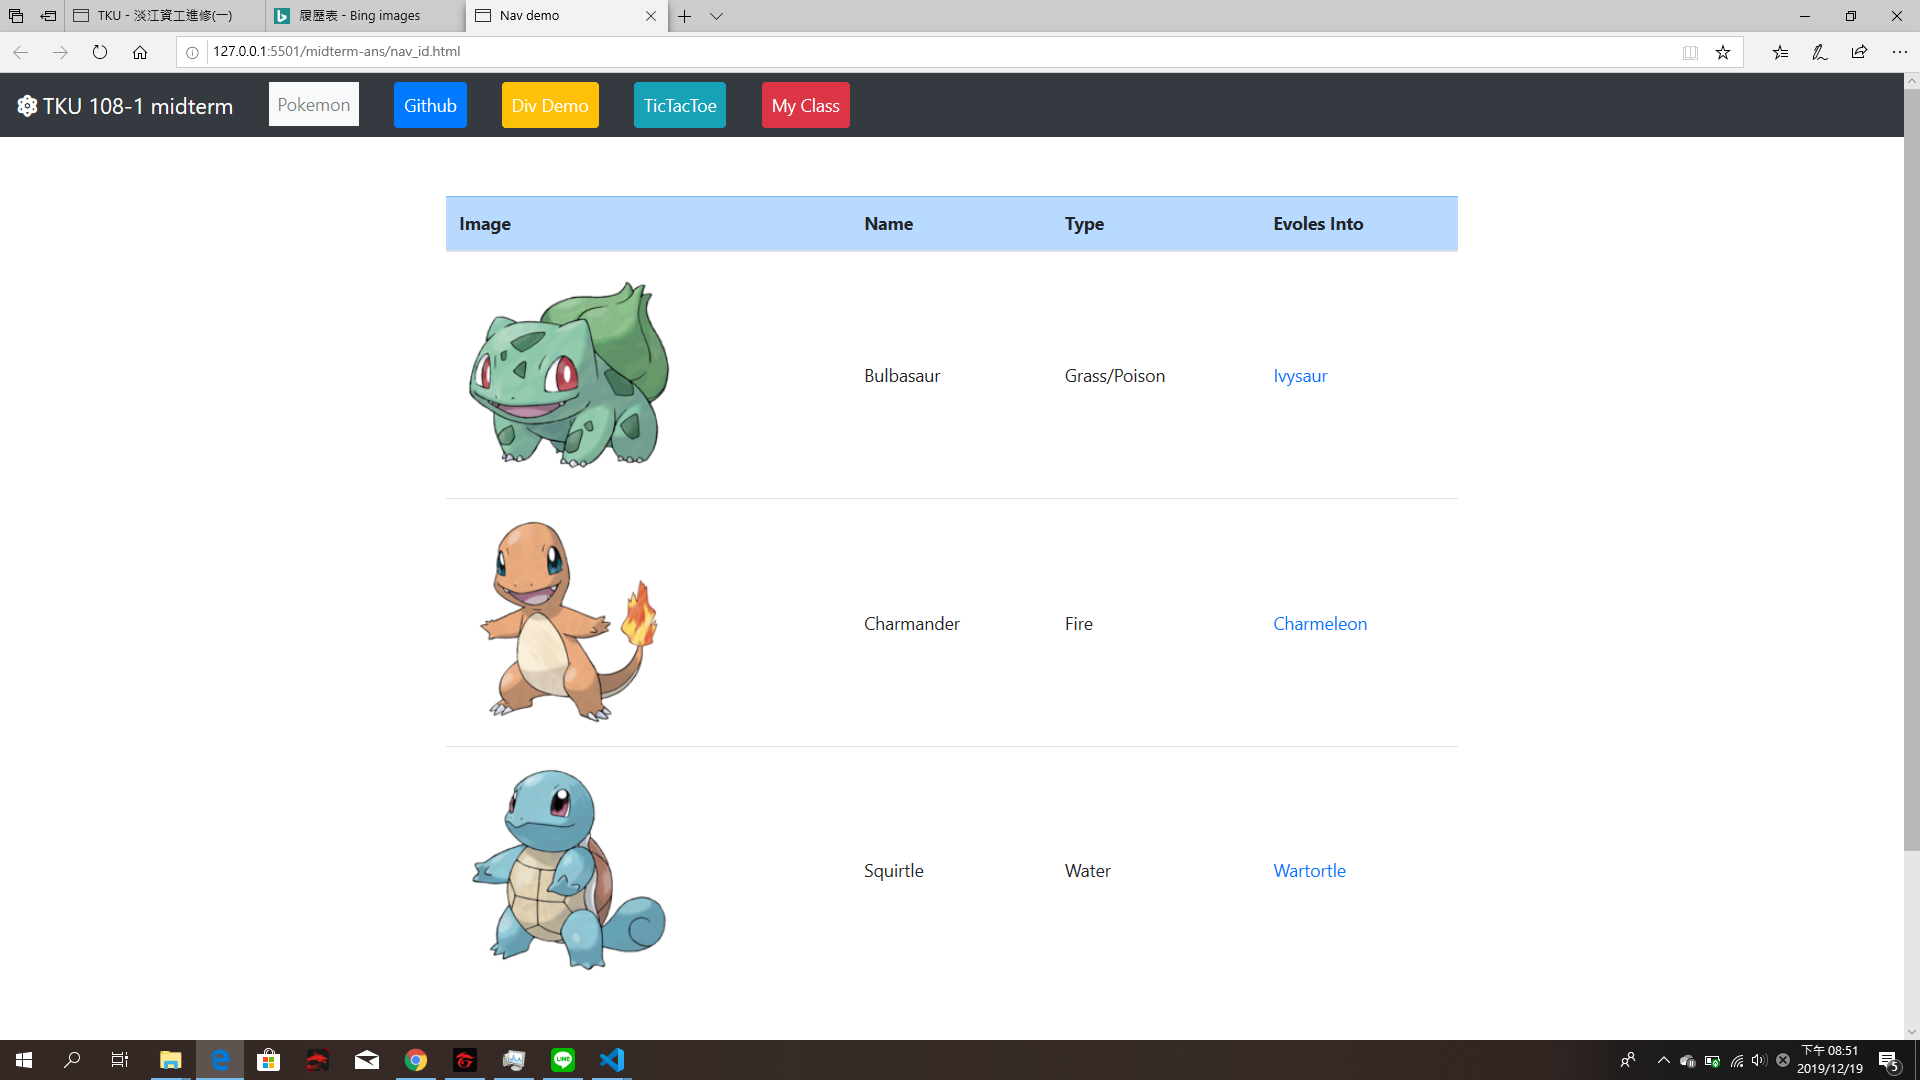 TKU - 淡江資工進修(一)
履歷表 - Bing images
Nav demo
127.0.0.1:5501/midterm-ans/nav_id.html
TKU 108-1 midterm
Pokemon
Github
Div Demo
TicTacToe
My Class
Image Name Type Evoles Into
Bulbasaur Grass/Poison Ivysaur
Charmander Fire Charmeleon
Squirtle Water Wartortle
LINE
下午 08:51
2019/12/19
5